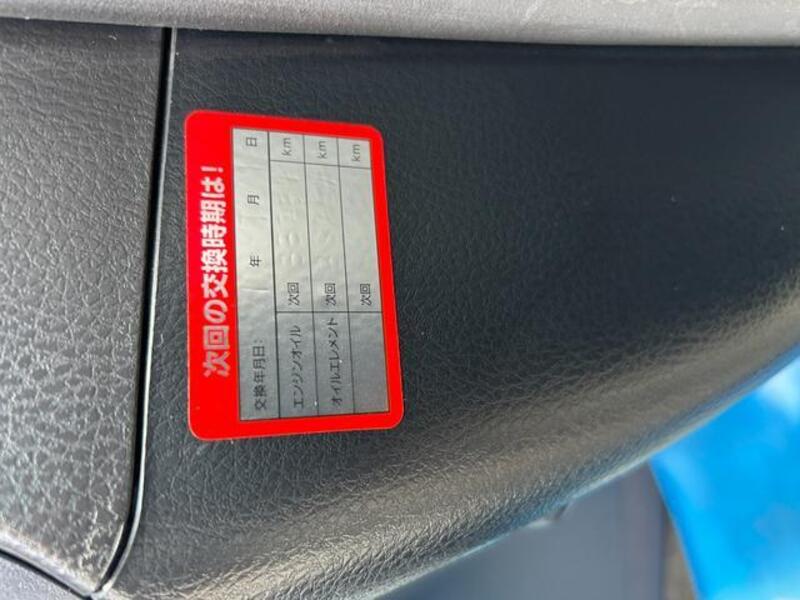 次回の交換時期は!
交換年月日: 年 月 日
エンジンオイル 次回 km
オイルエレメント 次回 km
次回 km